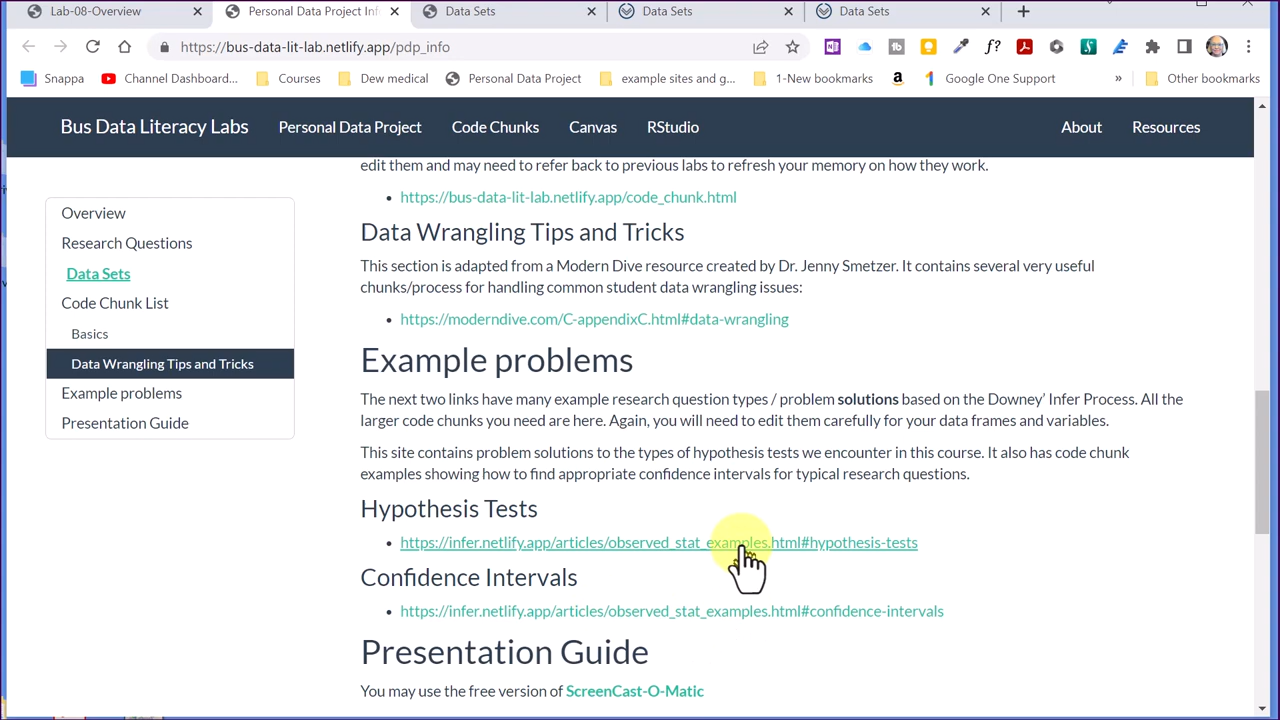 Lab-08-Overview
Personal Data Project Inf
Data Sets
Data Sets
Data Sets
https://bus-data-lit-lab.netlify.app/pdp_info
Snappa
Channel Dashboard...
Courses
Dew medical
Personal Data Project
example sites and g...
1-New bookmarks
Google One Support
»
Other bookmarks
Bus Data Literacy Labs
Personal Data Project
Code Chunks
Canvas
RStudio
About
Resources
Overview
Research Questions
Data Sets
Code Chunk List
Basics
Data Wrangling Tips and Tricks
Example problems
Presentation Guide
edit them and may need to refer back to previous labs to refresh your memory on how they work.
• https://bus-data-lit-lab.netlify.app/code_chunk.html
Data Wrangling Tips and Tricks
This section is adapted from a Modern Dive resource created by Dr. Jenny Smetzer. It contains several very useful
chunks/process for handling common student data wrangling issues:
• https://moderndive.com/C-appendixC.html#data-wrangling
Example problems
The next two links have many example research question types / problem solutions based on the Downey' Infer Process. All the
larger code chunks you need are here. Again, you will need to edit them carefully for your data frames and variables.
This site contains problem solutions to the types of hypothesis tests we encounter in this course. It also has code chunk
examples showing how to find appropriate confidence intervals for typical research questions.
Hypothesis Tests
• https://infer.netlify.app/articles/observed_stat_examples.html#hypothesis-tests
Confidence Intervals
• https://infer.netlify.app/articles/observed_stat_examples.html#confidence-intervals
Presentation Guide
You may use the free version of ScreenCast-O-Matic